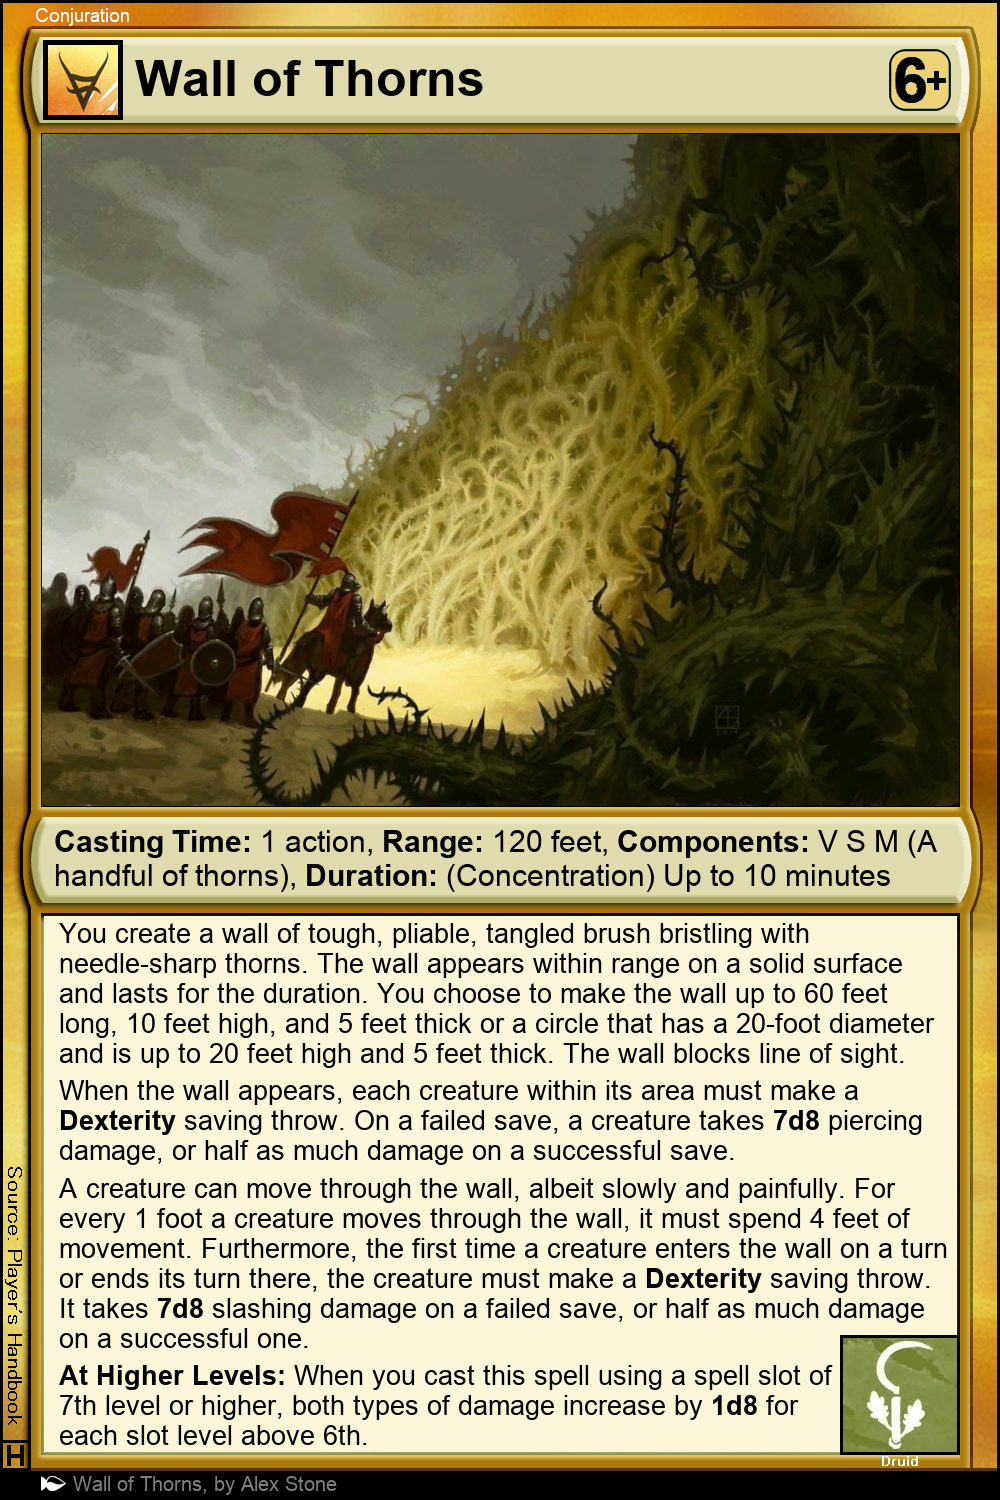 Conjuration
Wall of Thorns
6+
Casting Time: 1 action, Range: 120 feet, Components: V S M (A
handful of thorns), Duration: (Concentration) Up to 10 minutes
You create a wall of tough, pliable, tangled brush bristling with
needle-sharp thorns. The wall appears within range on a solid surface
and lasts for the duration. You choose to make the wall up to 60 feet
long, 10 feet high, and 5 feet thick or a circle that has a 20-foot diameter
and is up to 20 feet high and 5 feet thick. The wall blocks line of sight.
When the wall appears, each creature within its area must make a
Dexterity saving throw. On a failed save, a creature takes 7d8 piercing
damage, or half as much damage on a successful save.
A creature can move through the wall, albeit slowly and painfully. For
every 1 foot a creature moves through the wall, it must spend 4 feet of
movement. Furthermore, the first time a creature enters the wall on a turn
or ends its turn there, the creature must make a Dexterity saving throw.
It takes 7d8 slashing damage on a failed save, or half as much damage
on a successful one.
At Higher Levels: When you cast this spell using a spell slot of
7th level or higher, both types of damage increase by 1d8 for
each slot level above 6th.
Druid
Source: Player's Handbook
H
Wall of Thorns, by Alex Stone